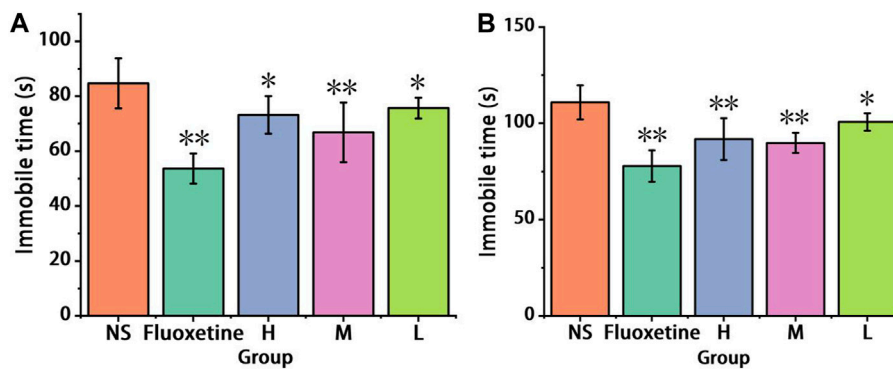 A
Immobile time (s)
100
80
60
40
20
0
**
*
**
*
NS Fluoxetine H M L
Group
B
Immobile time (s)
150
100
50
0
**
**
**
*
NS Fluoxetine H M L
Group